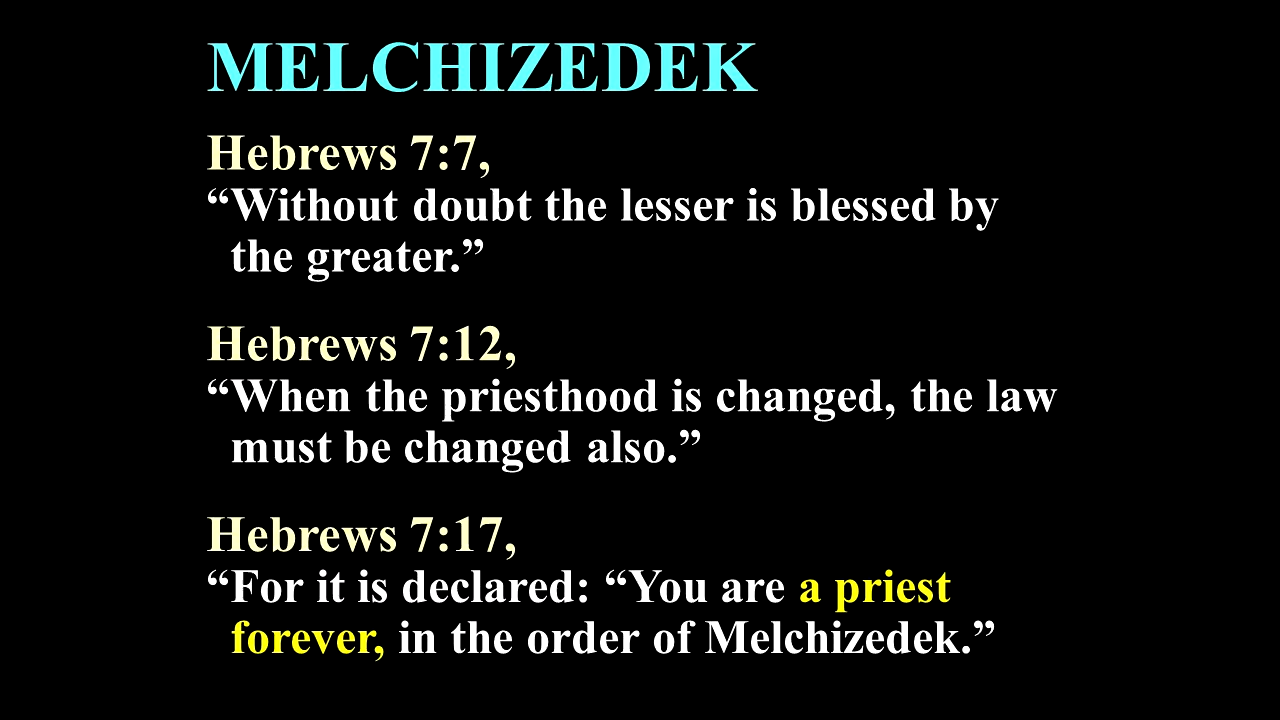 MELCHIZEDEK
Hebrews 7:7,
“Without doubt the lesser is blessed by
the greater.”
Hebrews 7:12,
“When the priesthood is changed, the law
must be changed also.”
Hebrews 7:17,
“For it is declared: “You are a priest
forever, in the order of Melchizedek.”